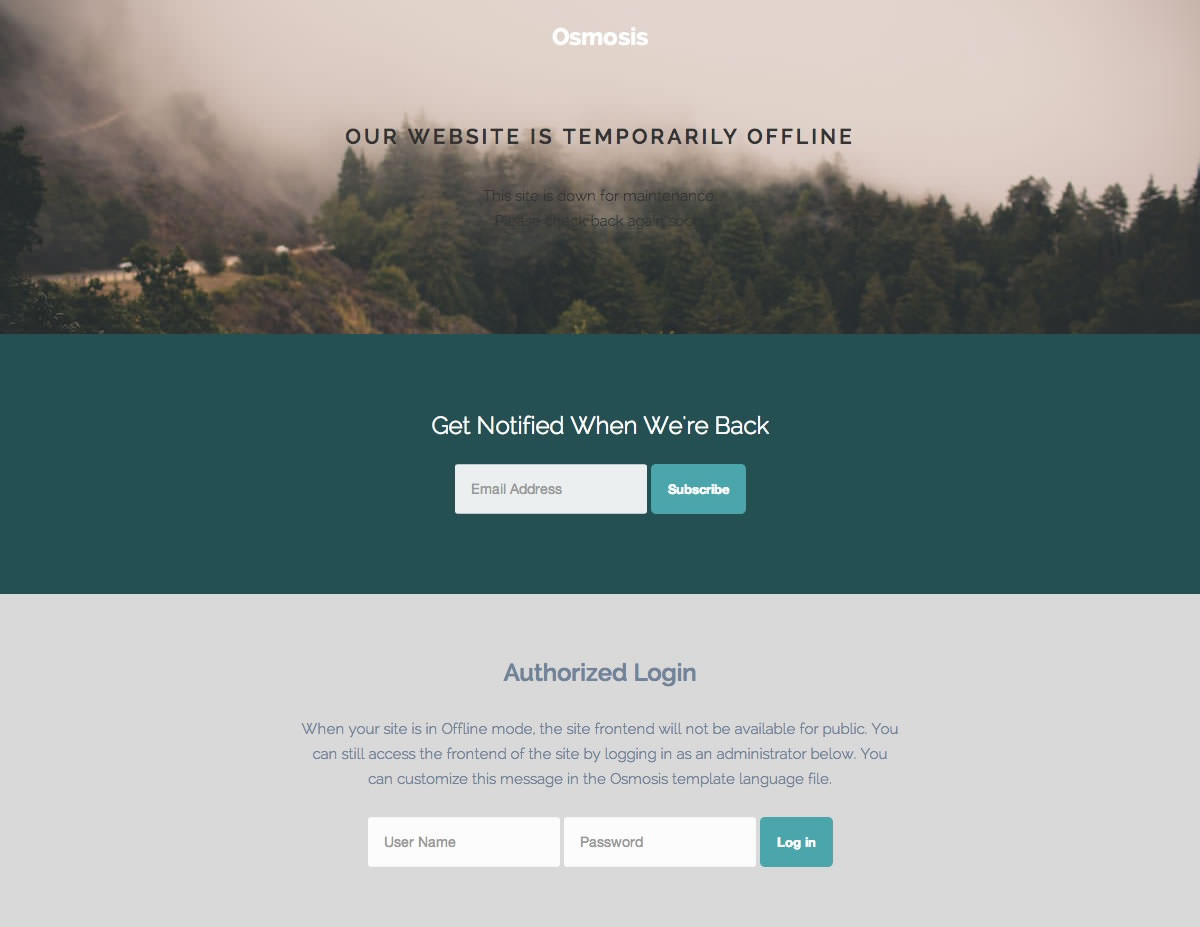 Osmosis
OUR WEBSITE IS TEMPORARILY OFFLINE
This site is down for maintenance.
Please check back again soon.
Get Notified When We're Back
Email Address
Subscribe
Authorized Login
When your site is in Offline mode, the site frontend will not be available for public. You
can still access the frontend of the site by logging in as an administrator below. You
can customize this message in the Osmosis template language file.
User Name
Password
Log in